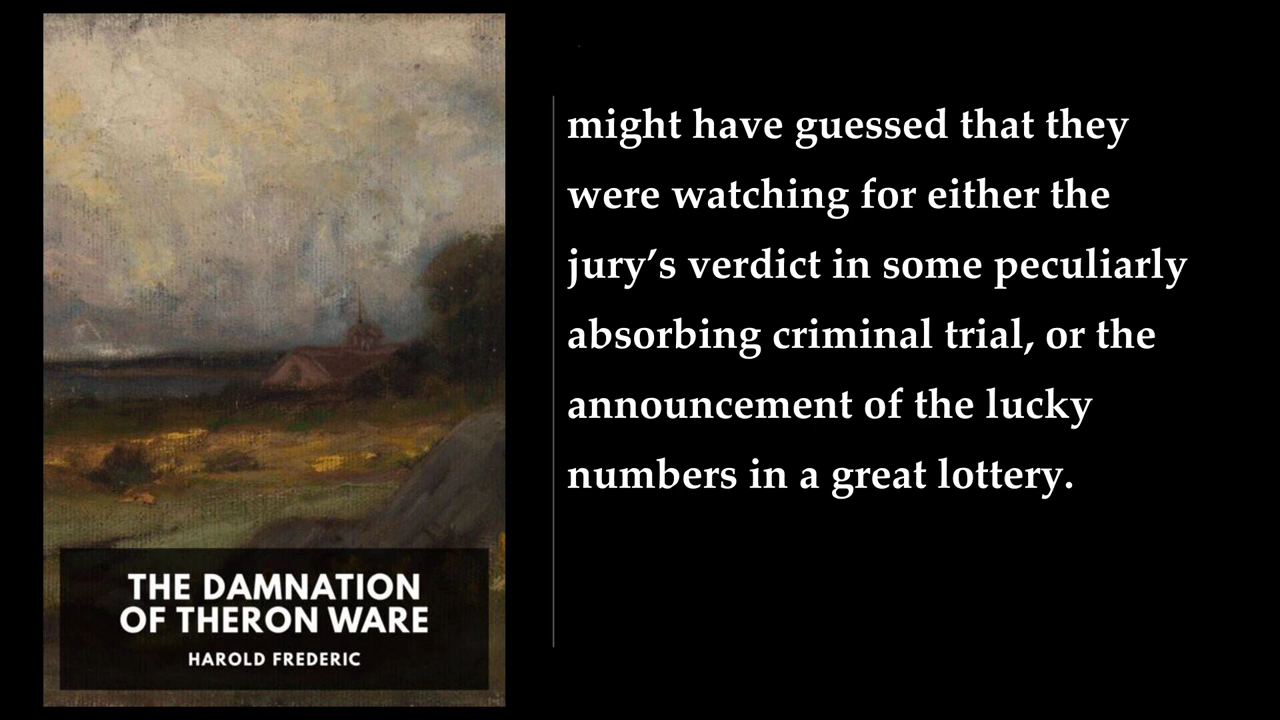 might have guessed that they
were watching for either the
jury’s verdict in some peculiarly
absorbing criminal trial, or the
announcement of the lucky
numbers in a great lottery.
THE DAMNATION
OF THERON WARE
HAROLD FREDERIC